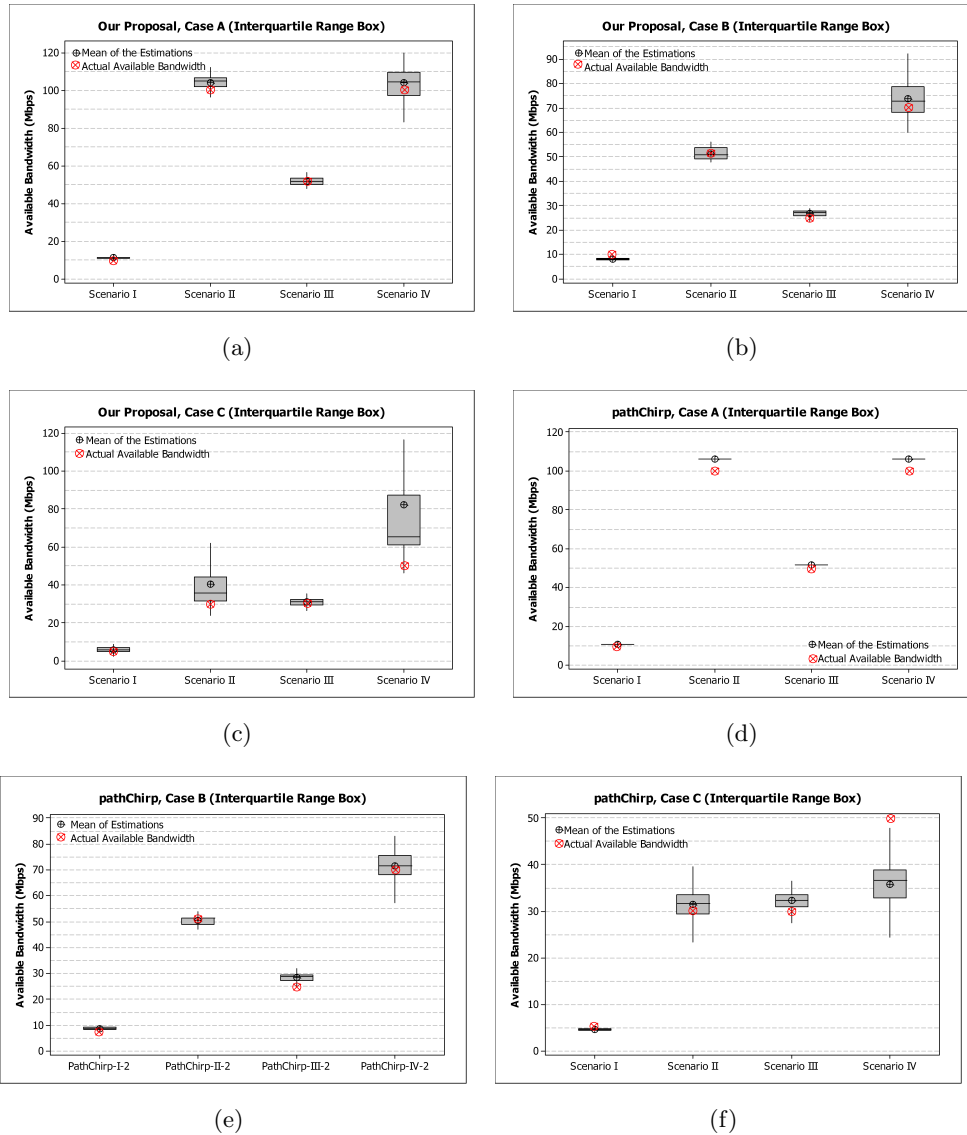 Our Proposal, Case A (Interquartile Range Box)
Mean of the Estimations
Actual Available Bandwidth
Available Bandwidth (Mbps)
120
100
80
60
40
20
0
Scenario I Scenario II Scenario III Scenario IV
(a)
Our Proposal, Case B (Interquartile Range Box)
Mean of the Estimations
Actual Available Bandwidth
Available Bandwidth (Mbps)
90
80
70
60
50
40
30
20
10
0
Scenario I Scenario II Scenario III Scenario IV
(b)
Our Proposal, Case C (Interquartile Range Box)
Mean of the Estimations
Actual Available Bandwidth
Available Bandwidth (Mbps)
120
100
80
60
40
20
0
Scenario I Scenario II Scenario III Scenario IV
(c)
pathChirp, Case A (Interquartile Range Box)
Available Bandwidth (Mbps)
120
100
80
60
40
20
0
Mean of the Estimations
Actual Available Bandwidth
Scenario I Scenario II Scenario III Scenario IV
(d)
pathChirp, Case B (Interquartile Range Box)
Mean of Estimations
Actual Available Bandwidth
Available Bandwidth (Mbps)
90
80
70
60
50
40
30
20
10
0
PathChirp-I-2 PathChirp-II-2 PathChirp-III-2 PathChirp-IV-2
(e)
pathChirp, Case C (Interquartile Range Box)
Mean of the Estimations
Actual Available Bandwidth
Available Bandwidth (Mbps)
50
40
30
20
10
0
Scenario I Scenario II Scenario III Scenario IV
(f)